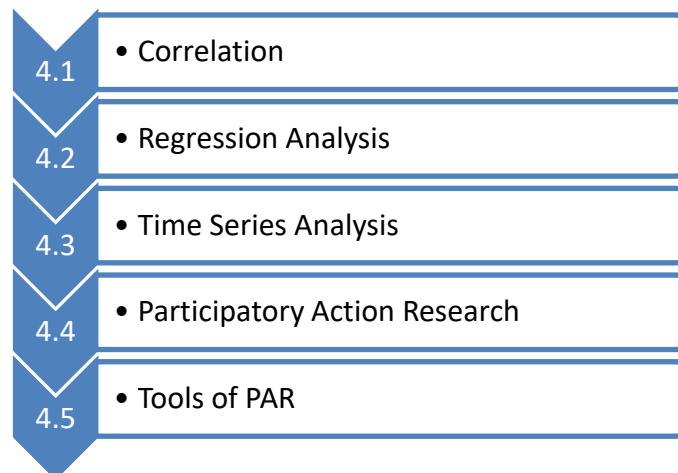 4.1 • Correlation
4.2 • Regression Analysis
4.3 • Time Series Analysis
4.4 • Participatory Action Research
4.5 • Tools of PAR